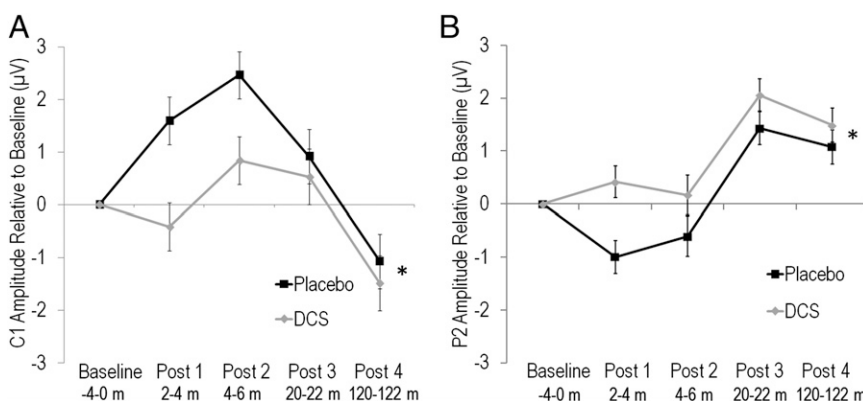 A
C1 Amplitude Relative to Baseline (µV)
3
2
1
0
-1
-2
-3
*
Placebo
DCS
Baseline Post 1 Post 2 Post 3 Post 4
-4-0 m 2-4 m 4-6 m 20-22 m 120-122 m
B
P2 Amplitude Relative to Baseline (µV)
3
2
1
0
-1
-2
-3
*
Placebo
DCS
Baseline Post 1 Post 2 Post 3 Post 4
-4-0 m 2-4 m 4-6 m 20-22 m 120-122 m